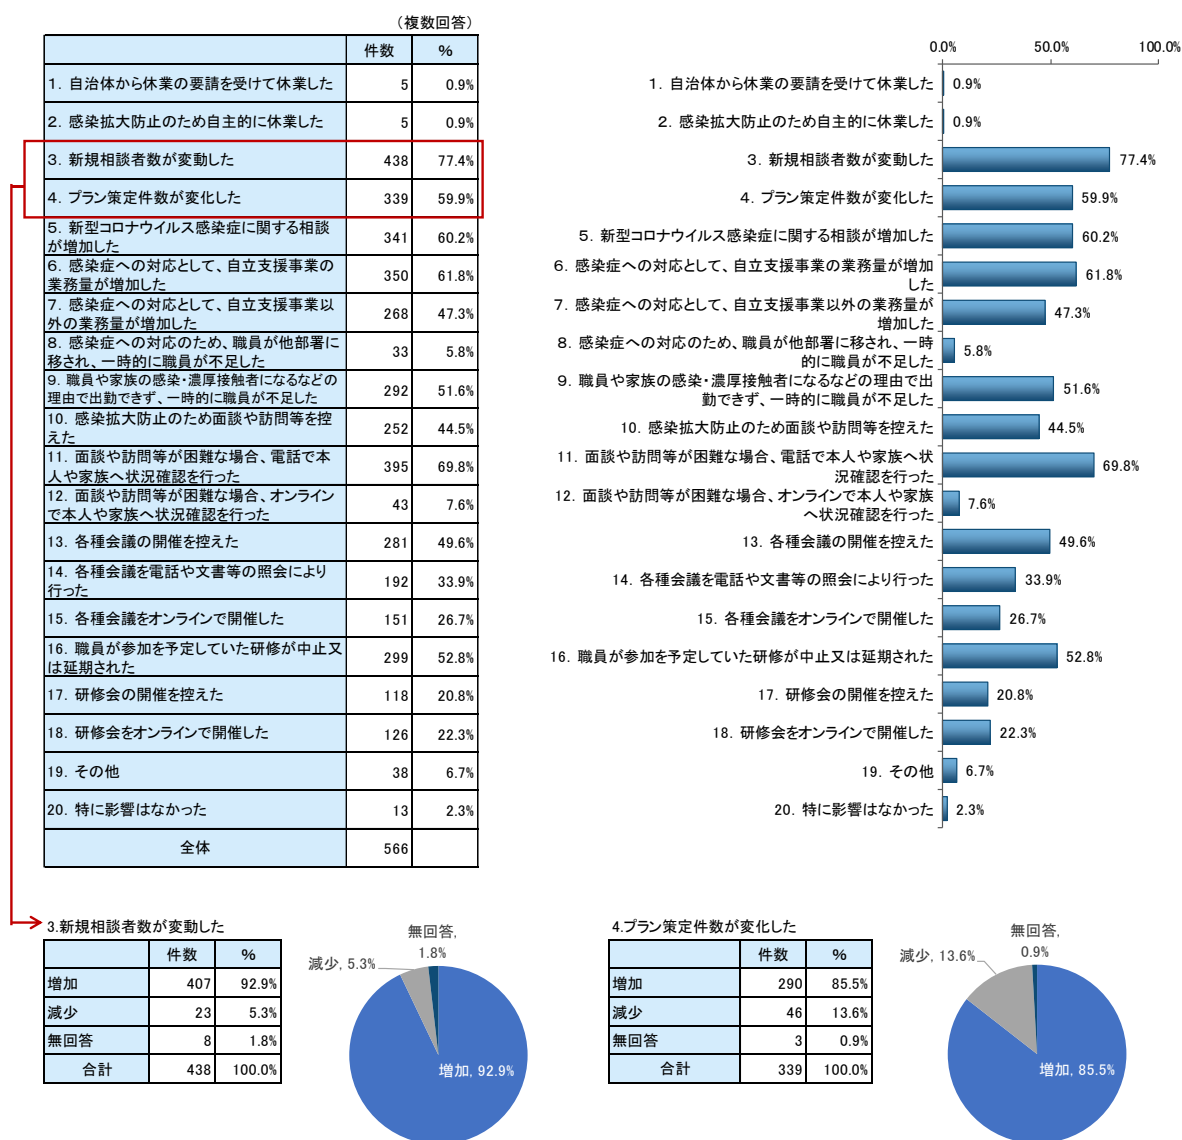 （複数回答）
件数 %
1．自治体から休業の要請を受けて休業した 5 0.9%
2．感染拡大防止のため自主的に休業した 5 0.9%
3．新規相談者数が変動した 438 77.4%
4．プラン策定件数が変化した 339 59.9%
5．新型コロナウイルス感染症に関する相談
が増加した 341 60.2%
6．感染症への対応として、自立支援事業の
業務量が増加した 350 61.8%
7．感染症への対応として、自立支援事業以
外の業務量が増加した 268 47.3%
8．感染症への対応のため、職員が他部署に
移され、一時的に職員が不足した 33 5.8%
9．職員や家族の感染・濃厚接触者になるなどの
理由で出勤できず、一時的に職員が不足した 292 51.6%
10．感染拡大防止のため面談や訪問等を控
えた 252 44.5%
11．面談や訪問等が困難な場合、電話で本
人や家族へ状況確認を行った 395 69.8%
12．面談や訪問等が困難な場合、オンライン
で本人や家族へ状況確認を行った 43 7.6%
13．各種会議の開催を控えた 281 49.6%
14．各種会議を電話や文書等の照会により
行った 192 33.9%
15．各種会議をオンラインで開催した 151 26.7%
16．職員が参加を予定していた研修が中止又
は延期された 299 52.8%
17．研修会の開催を控えた 118 20.8%
18．研修会をオンラインで開催した 126 22.3%
19．その他 38 6.7%
20．特に影響はなかった 13 2.3%
全体 566
0.0% 50.0% 100.0%
1．自治体から休業の要請を受けて休業した 0.9%
2．感染拡大防止のため自主的に休業した 0.9%
3．新規相談者数が変動した 77.4%
4．プラン策定件数が変化した 59.9%
5．新型コロナウイルス感染症に関する相談が増加した 60.2%
6．感染症への対応として、自立支援事業の業務量が増加
した 61.8%
7．感染症への対応として、自立支援事業以外の業務量が
増加した 47.3%
8．感染症への対応のため、職員が他部署に移され、一時
的に職員が不足した 5.8%
9．職員や家族の感染・濃厚接触者になるなどの理由で出
勤できず、一時的に職員が不足した 51.6%
10．感染拡大防止のため面談や訪問等を控えた 44.5%
11．面談や訪問等が困難な場合、電話で本人や家族へ状
況確認を行った 69.8%
12．面談や訪問等が困難な場合、オンラインで本人や家族
へ状況確認を行った 7.6%
13．各種会議の開催を控えた 49.6%
14．各種会議を電話や文書等の照会により行った 33.9%
15．各種会議をオンラインで開催した 26.7%
16．職員が参加を予定していた研修が中止又は延期された 52.8%
17．研修会の開催を控えた 20.8%
18．研修会をオンラインで開催した 22.3%
19．その他 6.7%
20．特に影響はなかった 2.3%
3.新規相談者数が変動した
件数 %
増加 407 92.9%
減少 23 5.3%
無回答 8 1.8%
合計 438 100.0%
無回答,
1.8%
減少, 5.3%
増加, 92.9%
4.プラン策定件数が変化した
件数 %
増加 290 85.5%
減少 46 13.6%
無回答 3 0.9%
合計 339 100.0%
無回答,
0.9%
減少, 13.6%
増加, 85.5%